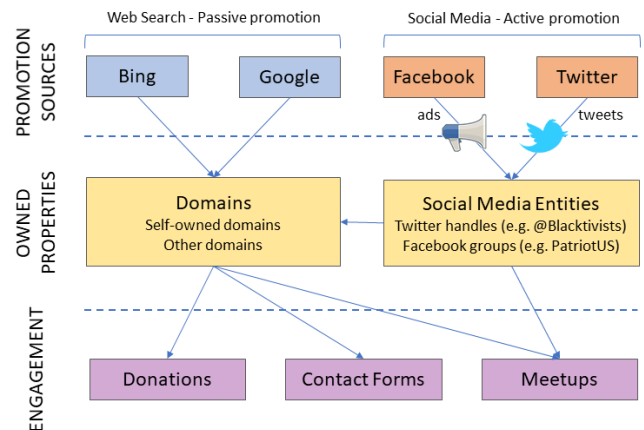 Web Search - Passive promotion
Social Media - Active promotion
PROMOTION
SOURCES
Bing
Google
Facebook
Twitter
ads
tweets
OWNED
PROPERTIES
Domains
Self-owned domains
Other domains
Social Media Entities
Twitter handles (e.g. @Blacktivists)
Facebook groups (e.g. PatriotUS)
ENGAGEMENT
Donations
Contact Forms
Meetups